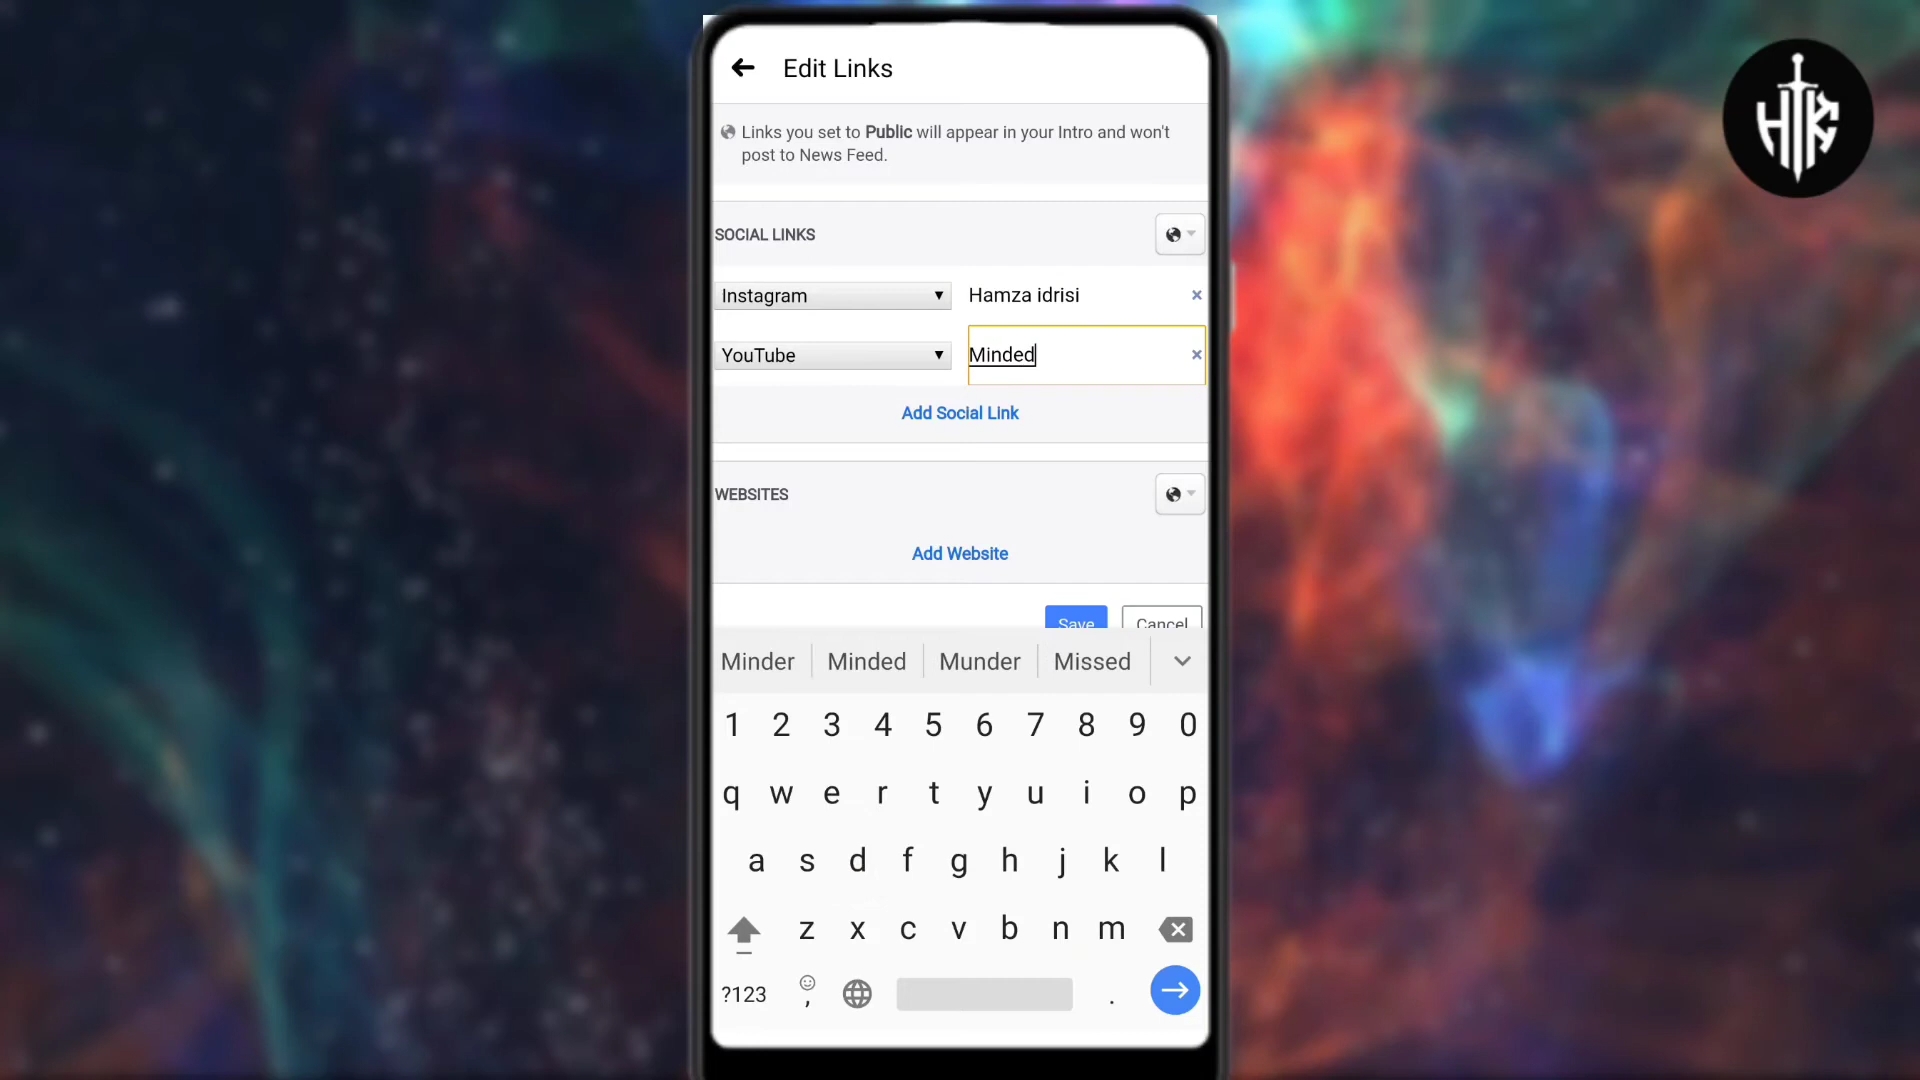 Edit Links
Links you set to Public will appear in your Intro and won't
post to News Feed.
SOCIAL LINKS
Instagram ▼ Hamza idrisi ×
YouTube ▼ Minded ×
Add Social Link
WEBSITES
Add Website
Save Cancel
Minder Minded Munder Missed
1 2 3 4 5 6 7 8 9 0
q w e r t y u i o p
a s d f g h j k l
z x c v b n m
?123 , .
HTK